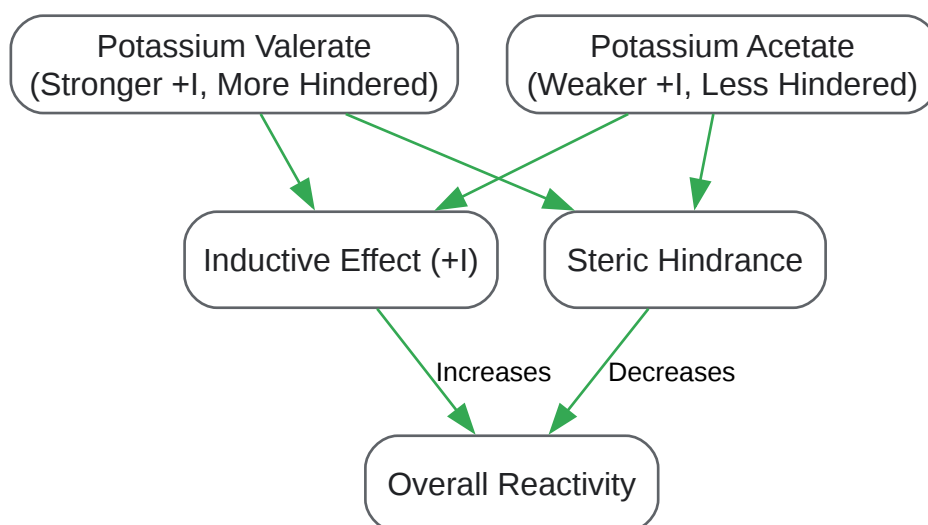 Potassium Valerate
(Stronger +I, More Hindered)
Potassium Acetate
(Weaker +I, Less Hindered)
Inductive Effect (+I)
Steric Hindrance
Increases
Decreases
Overall Reactivity